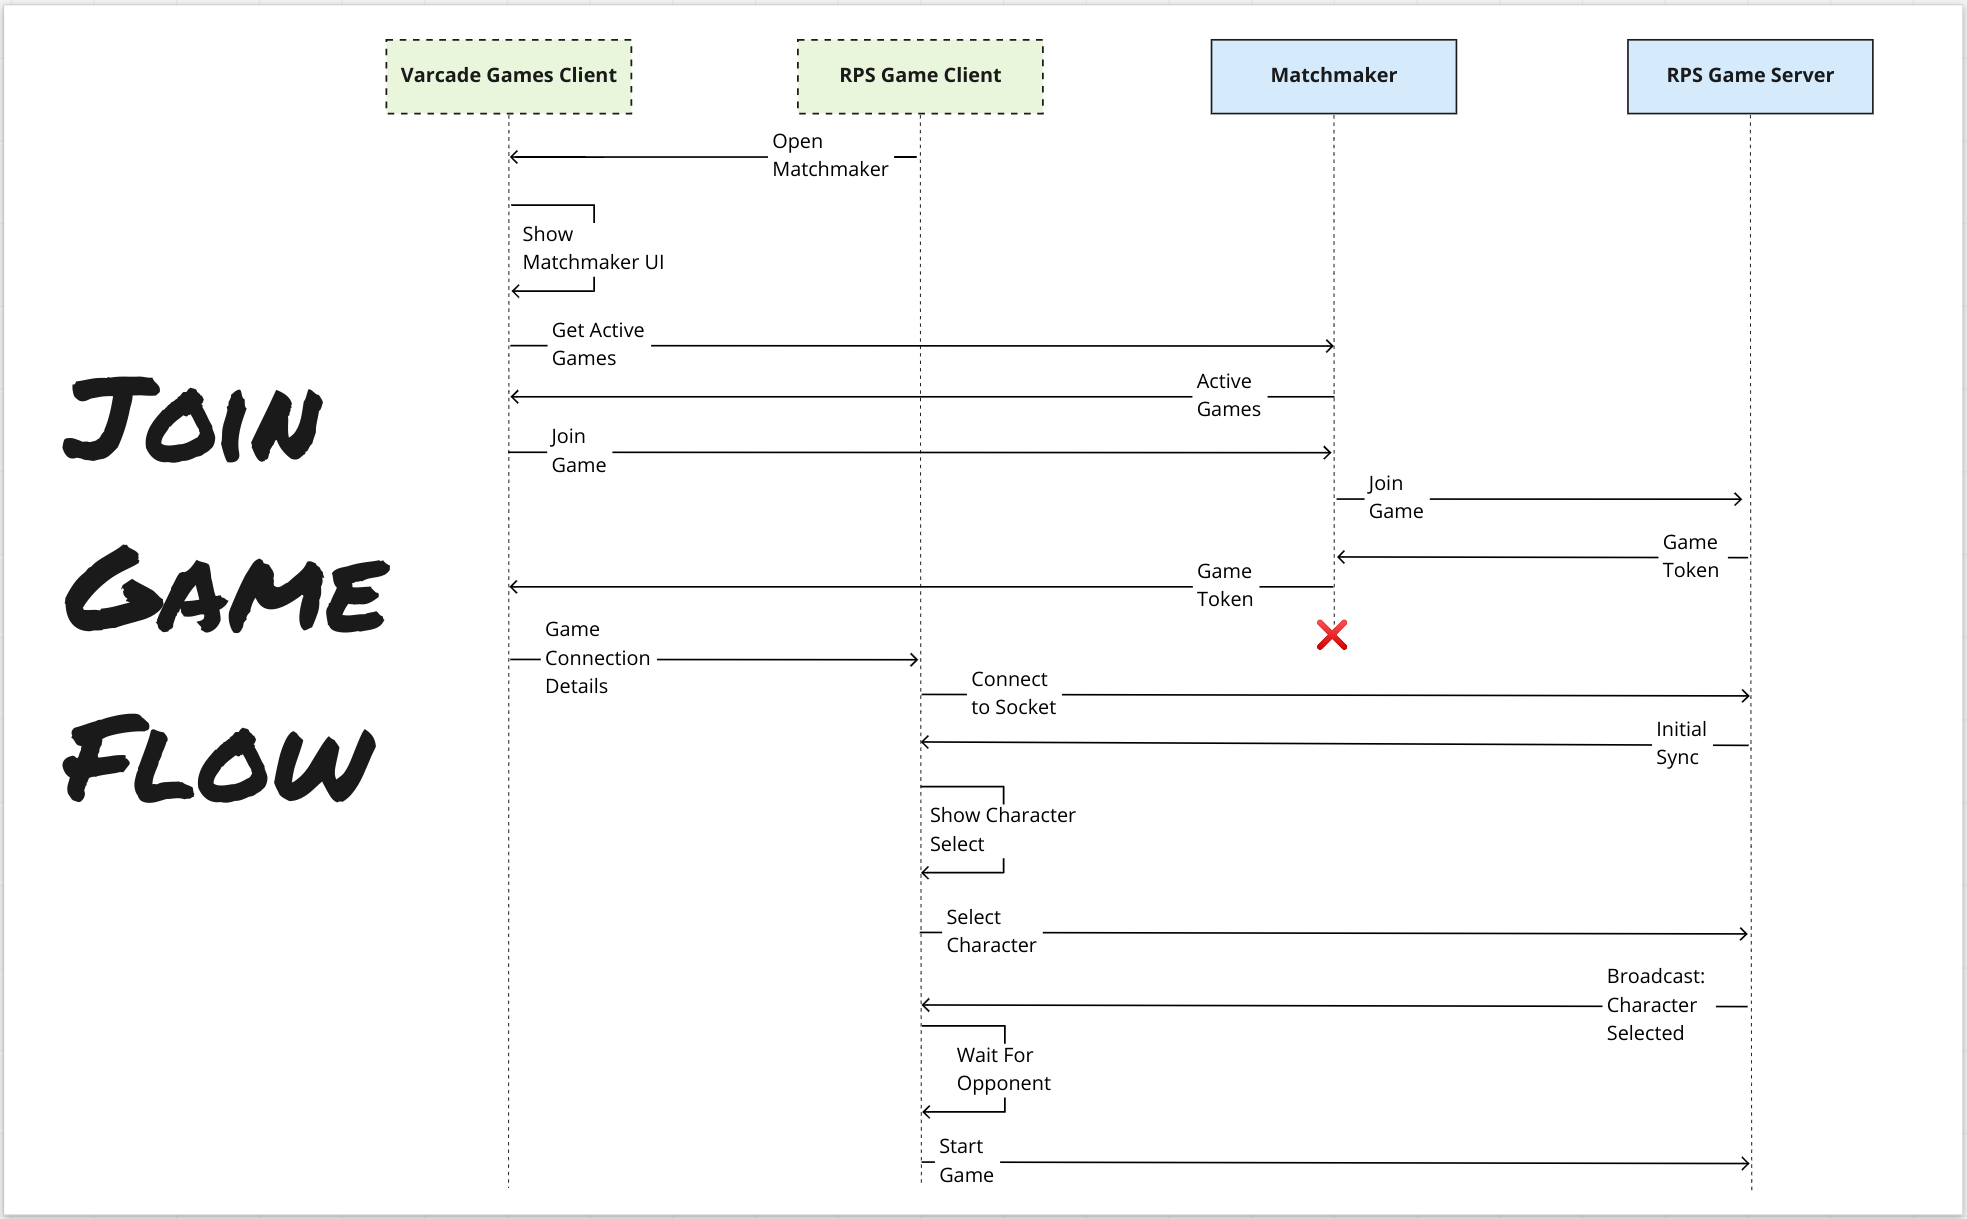 Varcade Games Client
RPS Game Client
Matchmaker
RPS Game Server
Open
Matchmaker
Show
Matchmaker UI
Get Active
Games
Active
Games
Join
Game
Join
Game
Game
Token
Game
Token
Game
Connection
Details
Connect
to Socket
Initial
Sync
Show Character
Select
Select
Character
Broadcast:
Character
Selected
Wait For
Opponent
Start
Game
JOIN
GAME
FLOW